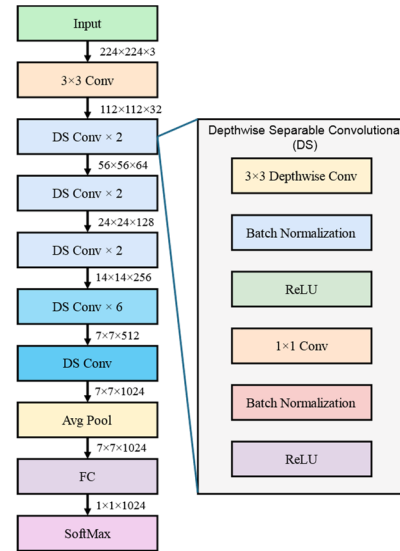 Input
224×224×3
3×3 Conv
112×112×32
DS Conv × 2
56×56×64
DS Conv × 2
24×24×128
DS Conv × 2
14×14×256
DS Conv × 6
7×7×512
DS Conv
7×7×1024
Avg Pool
7×7×1024
FC
1×1×1024
SoftMax
Depthwise Separable Convolutional
(DS)
3×3 Depthwise Conv
Batch Normalization
ReLU
1×1 Conv
Batch Normalization
ReLU